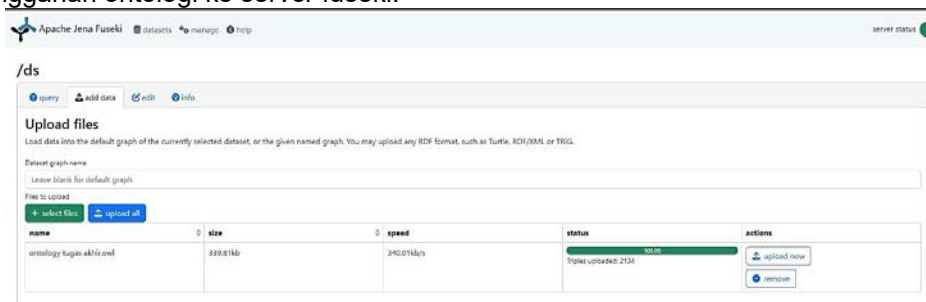 ke server fuseki.
Apache Jena Fuseki datasets manage help server status
/ds
query add data edit info
Upload files
Load data into the default graph of the currently selected dataset, or the given named graph. You may upload any RDF format, such as Turtle, RDF/XML or TRiG.
Dataset graph name
Leave blank for default graph
Files to upload
+ select files upload all
name size speed status actions
ontology tugas akhir.owl 339.81kb 340.01kb/s 100.00 upload now
Triples uploaded:
remove